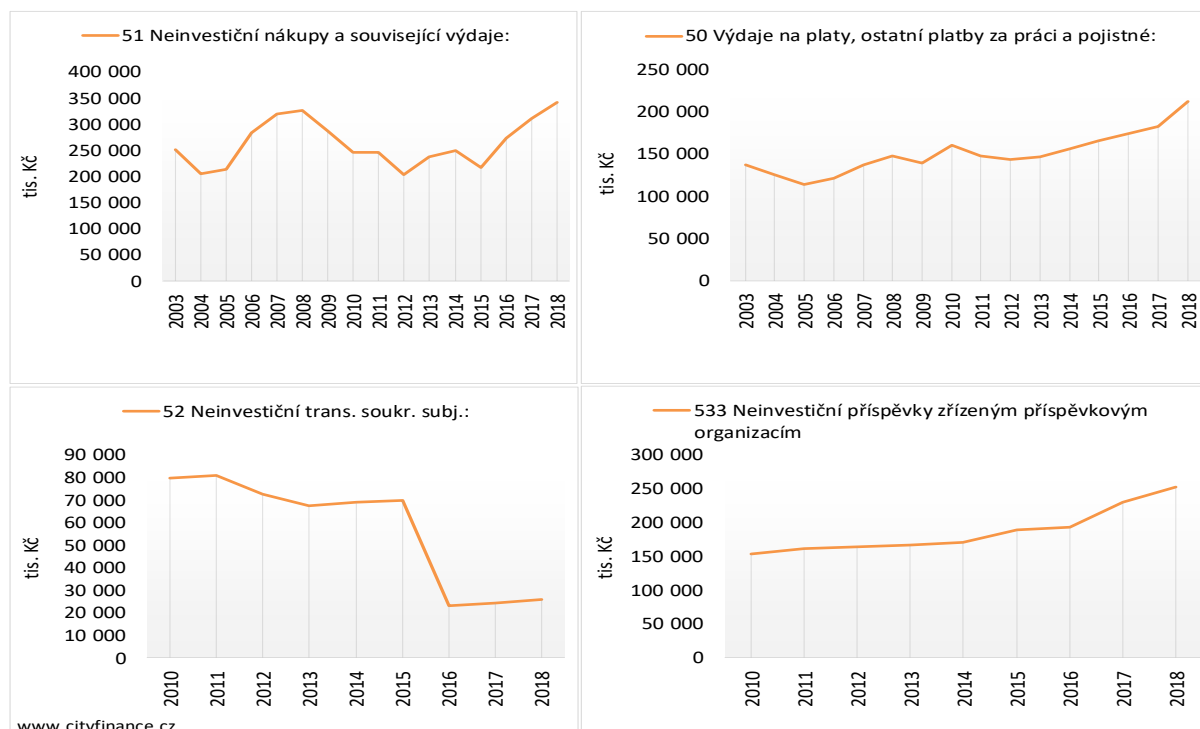 51 Neinvestiční nákupy a související výdaje:
400 000
350 000
300 000
250 000
200 000
150 000
100 000
50 000
0
tis. Kč
2003 2004 2005 2006 2007 2008 2009 2010 2011 2012 2013 2014 2015 2016 2017 2018
50 Výdaje na platy, ostatní platby za práci a pojistné:
250 000
200 000
150 000
100 000
50 000
0
tis. Kč
2003 2004 2005 2006 2007 2008 2009 2010 2011 2012 2013 2014 2015 2016 2017 2018
52 Neinvestiční trans. soukr. subj.:
90 000
80 000
70 000
60 000
50 000
40 000
30 000
20 000
10 000
0
tis. Kč
2010 2011 2012 2013 2014 2015 2016 2017 2018
www.cityfinance.cz
533 Neinvestiční příspěvky zřízeným příspěvkovým
organizacím
300 000
250 000
200 000
150 000
100 000
50 000
0
tis. Kč
2010 2011 2012 2013 2014 2015 2016 2017 2018